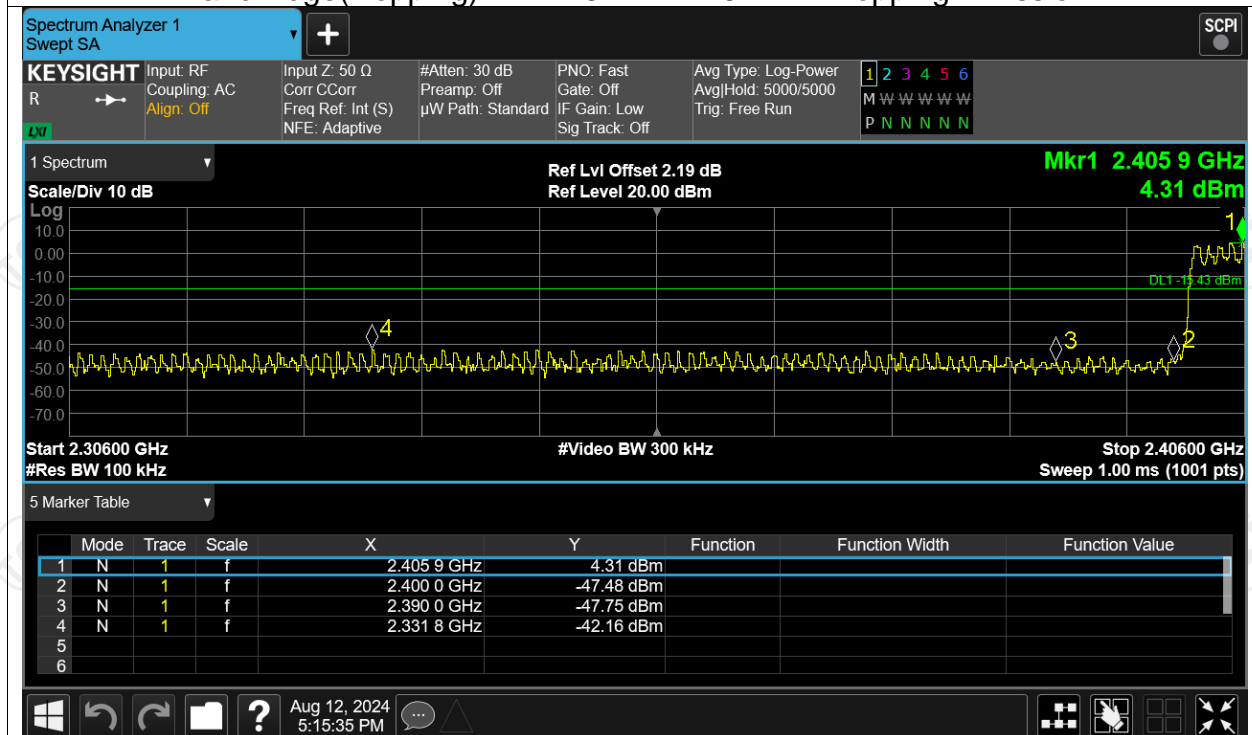 Spectrum Analyzer 1
Swept SA
+
SCPI
KEYSIGHT
R
LXI
Input: RF
Coupling: AC
Align: Off
Input Z: 50 Ω
Corr CCorr
Freq Ref: Int (S)
NFE: Adaptive
#Atten: 30 dB
Preamp: Off
µW Path: Standard
PNO: Fast
Gate: Off
IF Gain: Low
Sig Track: Off
Avg Type: Log-Power
Avg|Hold: 5000/5000
Trig: Free Run
1 2 3 4 5 6
M W W W W W
P N N N N N
1 Spectrum
Scale/Div 10 dB
Ref Lvl Offset 2.19 dB
Ref Level 20.00 dBm
Mkr1 2.405 9 GHz
4.31 dBm
Log
10.0
0.00
-10.0
-20.0
-30.0
-40.0
-50.0
-60.0
-70.0
1
DL1 -15.43 dBm
4
3
2
Start 2.30600 GHz
#Video BW 300 kHz
Stop 2.40600 GHz
#Res BW 100 kHz
Sweep 1.00 ms (1001 pts)
5 Marker Table
Mode Trace Scale X Y Function Function Width Function Value
1 N 1 f 2.405 9 GHz 4.31 dBm
2 N 1 f 2.400 0 GHz -47.48 dBm
3 N 1 f 2.390 0 GHz -47.75 dBm
4 N 1 f 2.331 8 GHz -42.16 dBm
5
6
?
Aug 12, 2024
5:15:35 PM